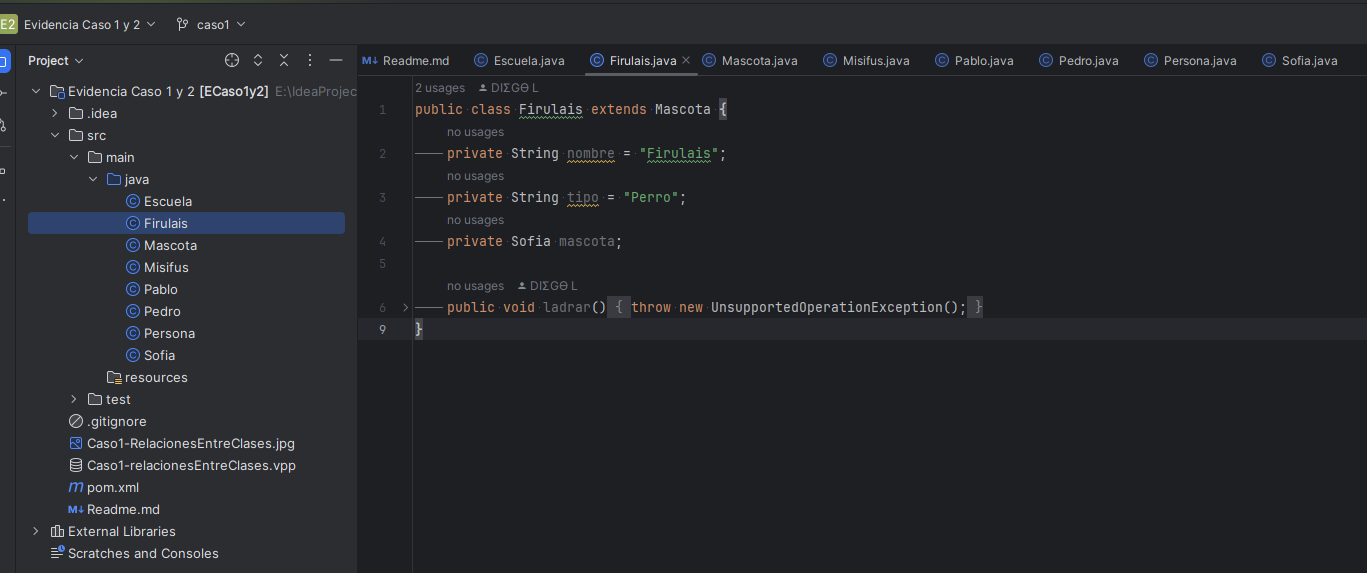 E2 Evidencia Caso 1 y 2 caso1
Project
Readme.md Escuela.java Firulais.java Mascota.java Misifus.java Pablo.java Pedro.java Persona.java Sofia.java
Evidencia Caso 1 y 2 [ECaso1y2] E:\IdeaProjec
.idea
src
main
java
Escuela
Firulais
Mascota
Misifus
Pablo
Pedro
Persona
Sofia
resources
test
.gitignore
Caso1-RelacionesEntreClases.jpg
Caso1-relacionesEntreClases.vpp
pom.xml
Readme.md
External Libraries
Scratches and Consoles
2 usages DIΣGӨ L
1 public class Firulais extends Mascota {
no usages
2 private String nombre = "Firulais";
no usages
3 private String tipo = "Perro";
no usages
4 private Sofia mascota;
5
no usages DIΣGӨ L
6 public void ladrar() { throw new UnsupportedOperationException(); }
9 }